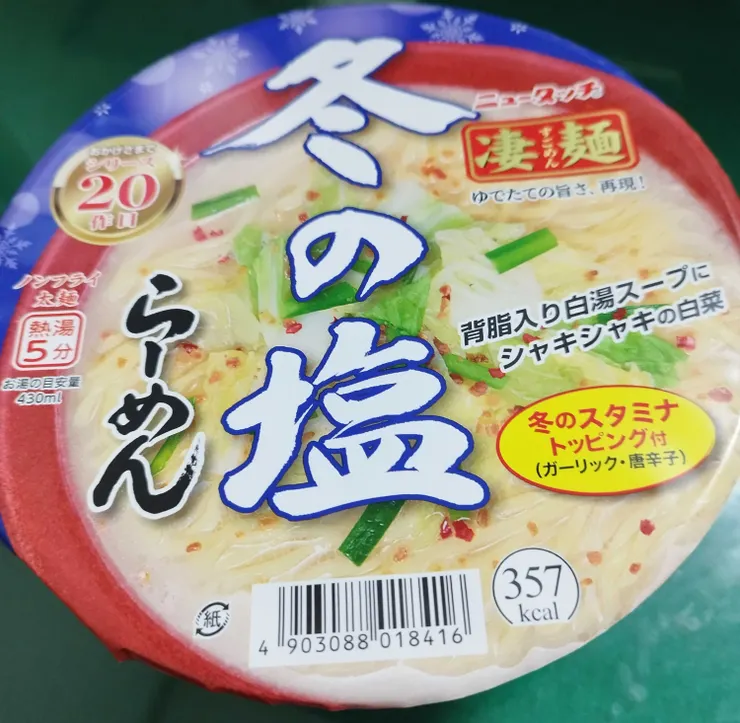 冬の塩
らーめん
ニュータッチ
凄麺
すごめん
ゆでたての旨さ、再現!
おかげさまで
シリーズ
20
作目
ノンフライ
太麺
熱湯
5分
お湯の目安量
430ml
背脂入り白湯スープに
シャキシャキの白菜
冬のスタミナ
トッピング付
(ガーリック・唐辛子)
357
kcal
紙
4 903088 018416